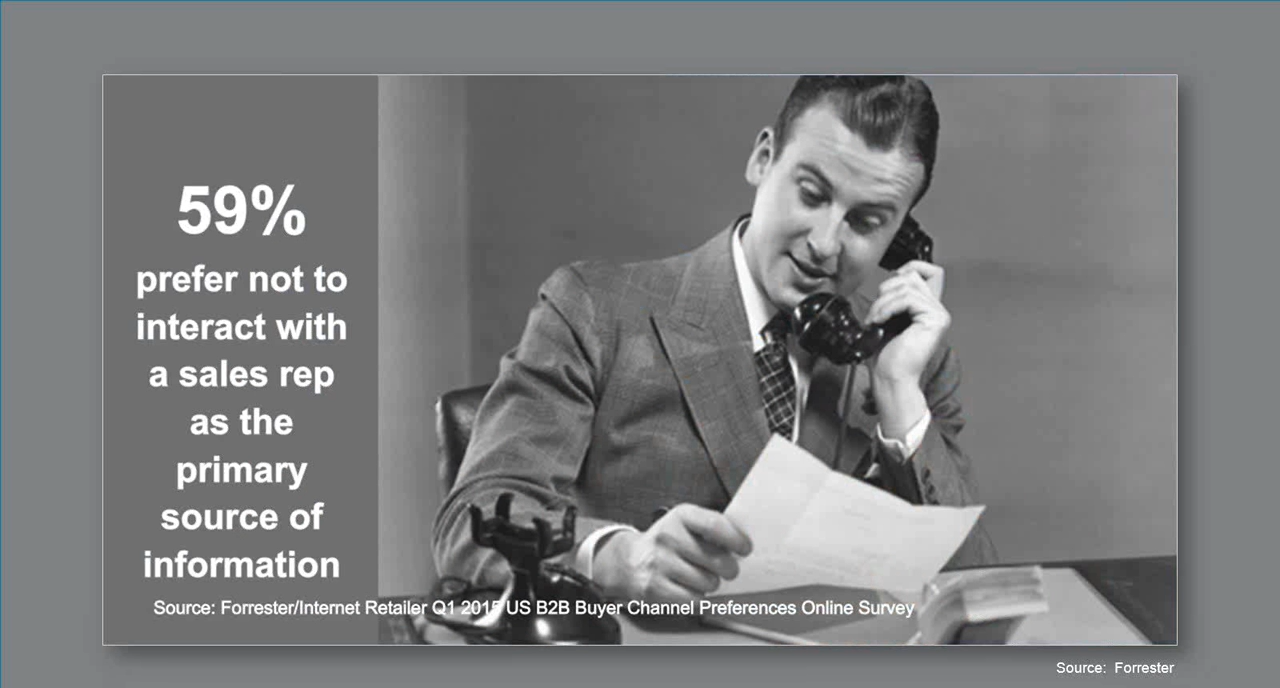 59%
prefer not to
interact with
a sales rep
as the
primary
source of
information
Source: Forrester/Internet Retailer Q1 2015 US B2B Buyer Channel Preferences Online Survey
Source: Forrester